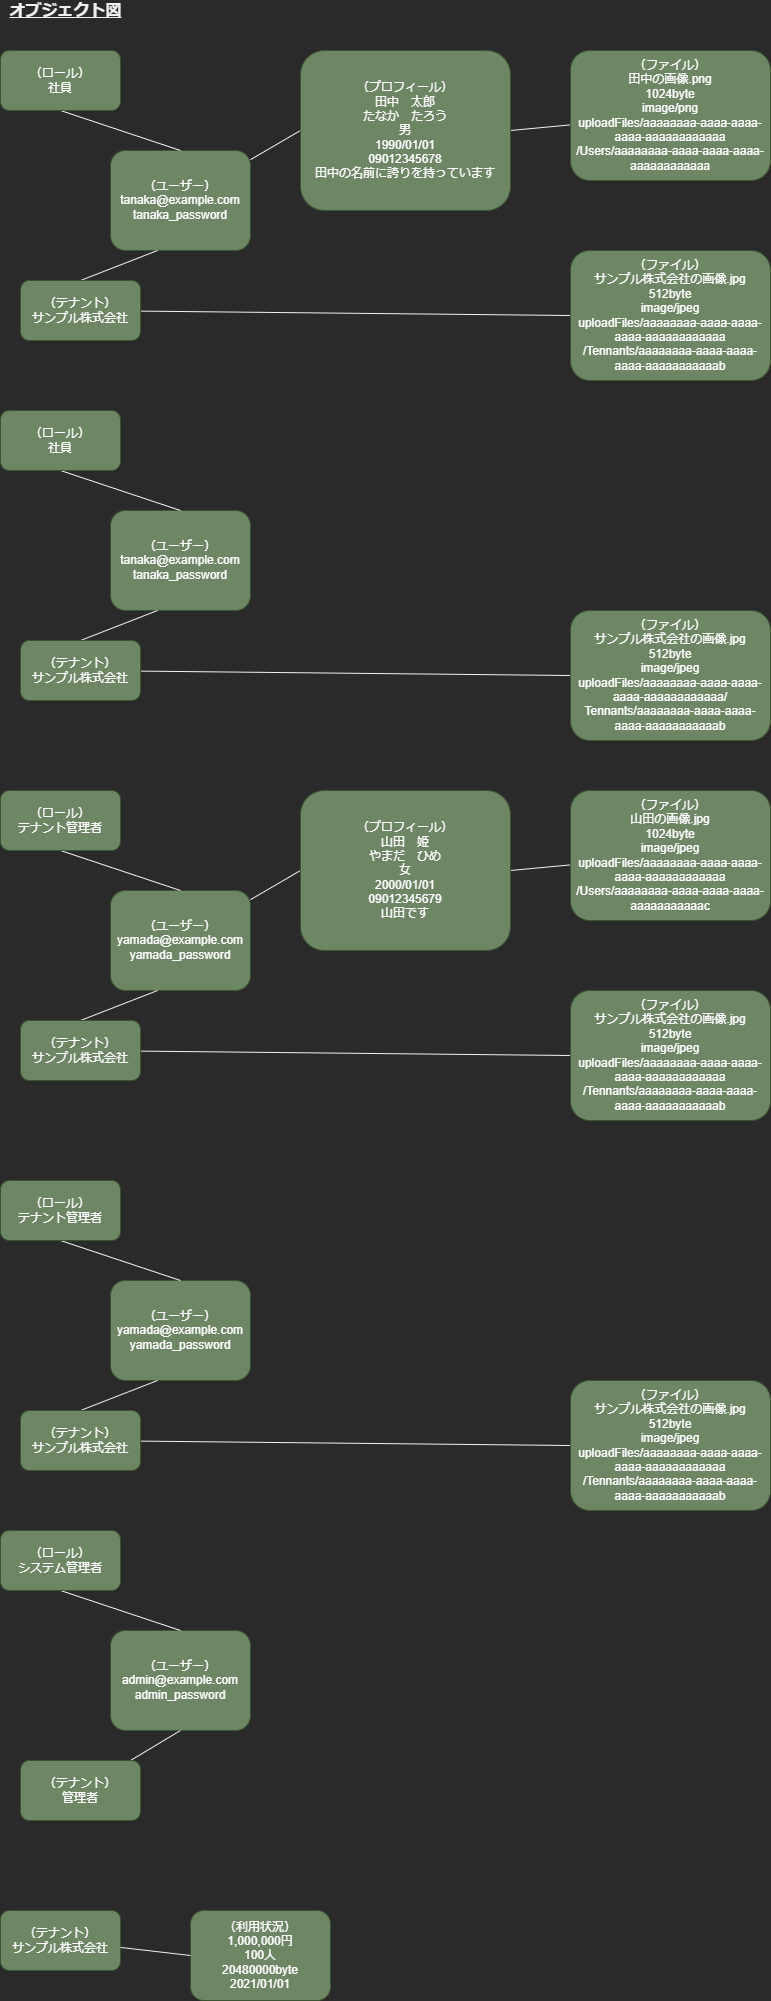 オブジェクト図
（ロール）
社員
（ユーザー）
tanaka@example.com
tanaka_password
（テナント）
サンプル株式会社
（プロフィール）
田中　太郎
たなか　たろう
男
1990/01/01
09012345678
田中の名前に誇りを持っています
（ファイル）
田中の画像.png
1024byte
image/png
uploadFiles/aaaaaaaa-aaaa-aaaa-
aaaa-aaaaaaaaaaaa
/Users/aaaaaaaa-aaaa-aaaa-aaaa-
aaaaaaaaaaaa
（ファイル）
サンプル株式会社の画像.jpg
512byte
image/jpeg
uploadFiles/aaaaaaaa-aaaa-aaaa-
aaaa-aaaaaaaaaaaa
/Tennants/aaaaaaaa-aaaa-aaaa-
aaaa-aaaaaaaaaaab
（ロール）
社員
（ユーザー）
tanaka@example.com
tanaka_password
（テナント）
サンプル株式会社
（ファイル）
サンプル株式会社の画像.jpg
512byte
image/jpeg
uploadFiles/aaaaaaaa-aaaa-aaaa-
aaaa-aaaaaaaaaaaa/
Tennants/aaaaaaaa-aaaa-aaaa-
aaaa-aaaaaaaaaaab
（ロール）
テナント管理者
（ユーザー）
yamada@example.com
yamada_password
（テナント）
サンプル株式会社
（プロフィール）
山田　姫
やまだ　ひめ
女
2000/01/01
09012345679
山田です
（ファイル）
山田の画像.jpg
1024byte
image/jpeg
uploadFiles/aaaaaaaa-aaaa-aaaa-
aaaa-aaaaaaaaaaaa
/Users/aaaaaaaa-aaaa-aaaa-aaaa-
aaaaaaaaaaac
（ファイル）
サンプル株式会社の画像.jpg
512byte
image/jpeg
uploadFiles/aaaaaaaa-aaaa-aaaa-
aaaa-aaaaaaaaaaaa
/Tennants/aaaaaaaa-aaaa-aaaa-
aaaa-aaaaaaaaaaab
（ロール）
テナント管理者
（ユーザー）
yamada@example.com
yamada_password
（テナント）
サンプル株式会社
（ファイル）
サンプル株式会社の画像.jpg
512byte
image/jpeg
uploadFiles/aaaaaaaa-aaaa-aaaa-
aaaa-aaaaaaaaaaaa
/Tennants/aaaaaaaa-aaaa-aaaa-
aaaa-aaaaaaaaaaab
（ロール）
システム管理者
（ユーザー）
admin@example.com
admin_password
（テナント）
管理者
（テナント）
サンプル株式会社
（利用状況）
1,000,000円
100人
20480000byte
2021/01/01